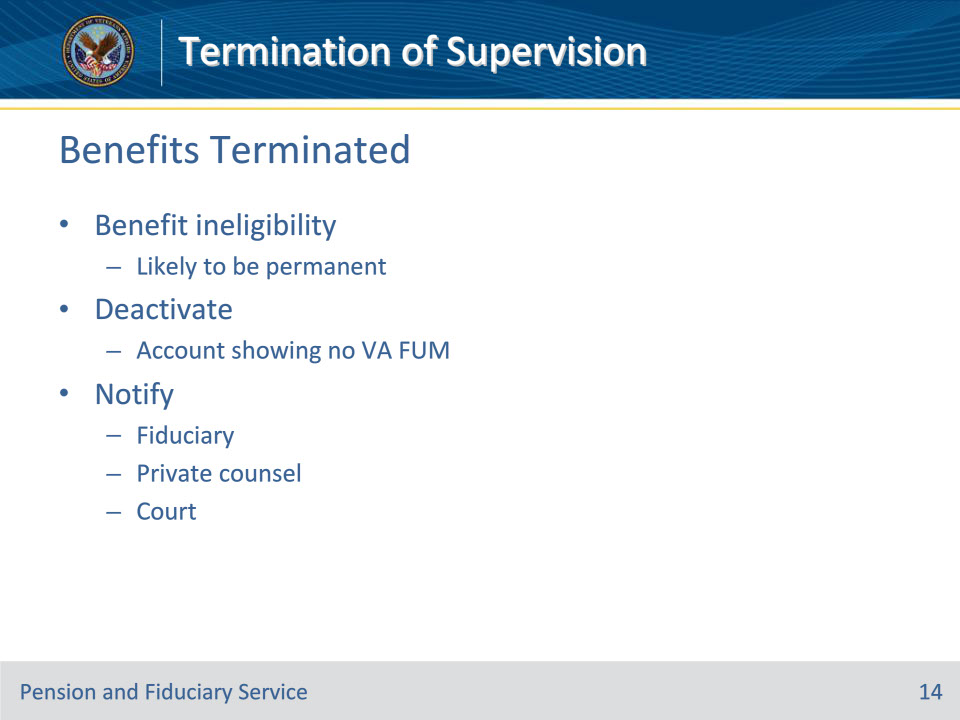 Termination of Supervision
Benefits Terminated
• Benefit ineligibility
– Likely to be permanent
• Deactivate
– Account showing no VA FUM
• Notify
– Fiduciary
– Private counsel
– Court
Pension and Fiduciary Service
14